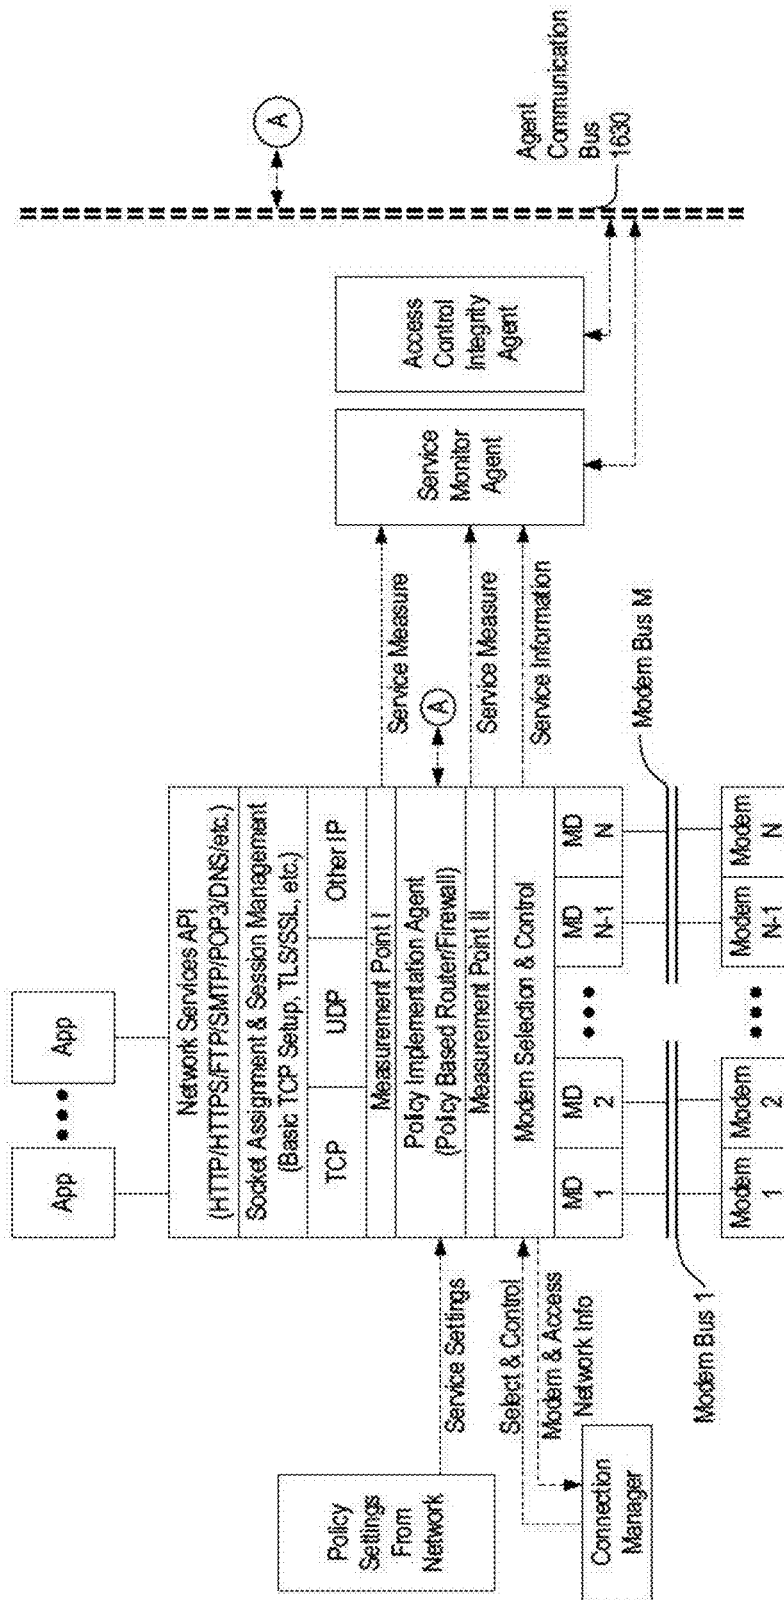 App
App
Network Services API
(HTTP/HTTPS/FTP/SMTP/POP3/DNS/etc.)
Socket Assignment & Session Management
(Basic TCP Setup, TLS/SSL, etc.)
TCP
UDP
Other IP
Measurement Point I
Policy Implementation Agent
(Policy Based Router/Firewall)
Measurement Point II
Modem Selection & Control
MD
1
MD
2
MD
N-1
MD
N
Modem
1
Modem
2
Modem
N-1
Modem
N
Modem Bus 1
Modem Bus M
Policy
Settings
From
Network
Service Settings
Select & Control
Modem & Access
Network Info
Connection
Manager
Service Measure
A
Service Measure
Service Information
Service
Monitor
Agent
Access
Control
Integrity
Agent
A
Agent
Communication
Bus
1630